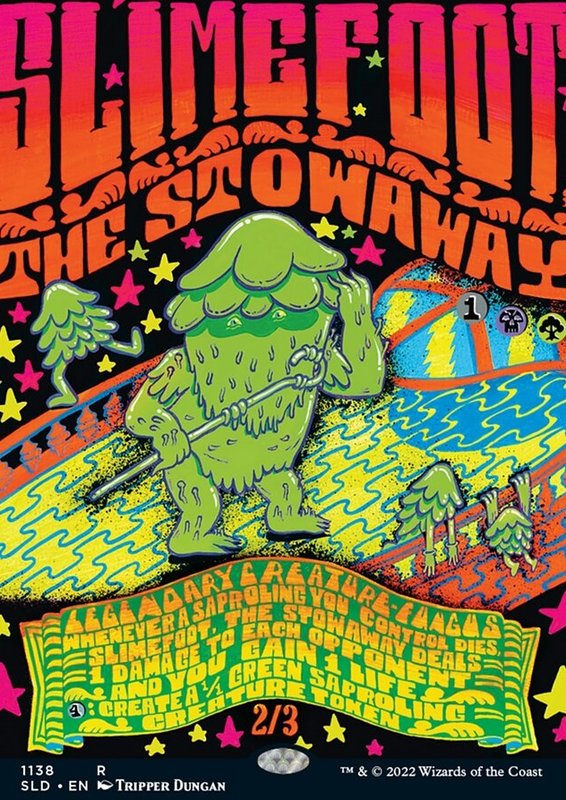 SLIMEFOOT,
THE STOWAWAY
1
LEGENDARY CREATURE-FUNGUS
WHENEVER A SAPROLING YOU CONTROL DIES,
SLIMEFOOT, THE STOWAWAY DEALS
1 DAMAGE TO EACH OPPONENT
AND YOU GAIN 1 LIFE.
4: CREATE A 1/1 GREEN SAPROLING
CREATURE TOKEN.
2/3
1138 R
SLD • EN TRIPPER DUNGAN
™ & © 2022 Wizards of the Coast